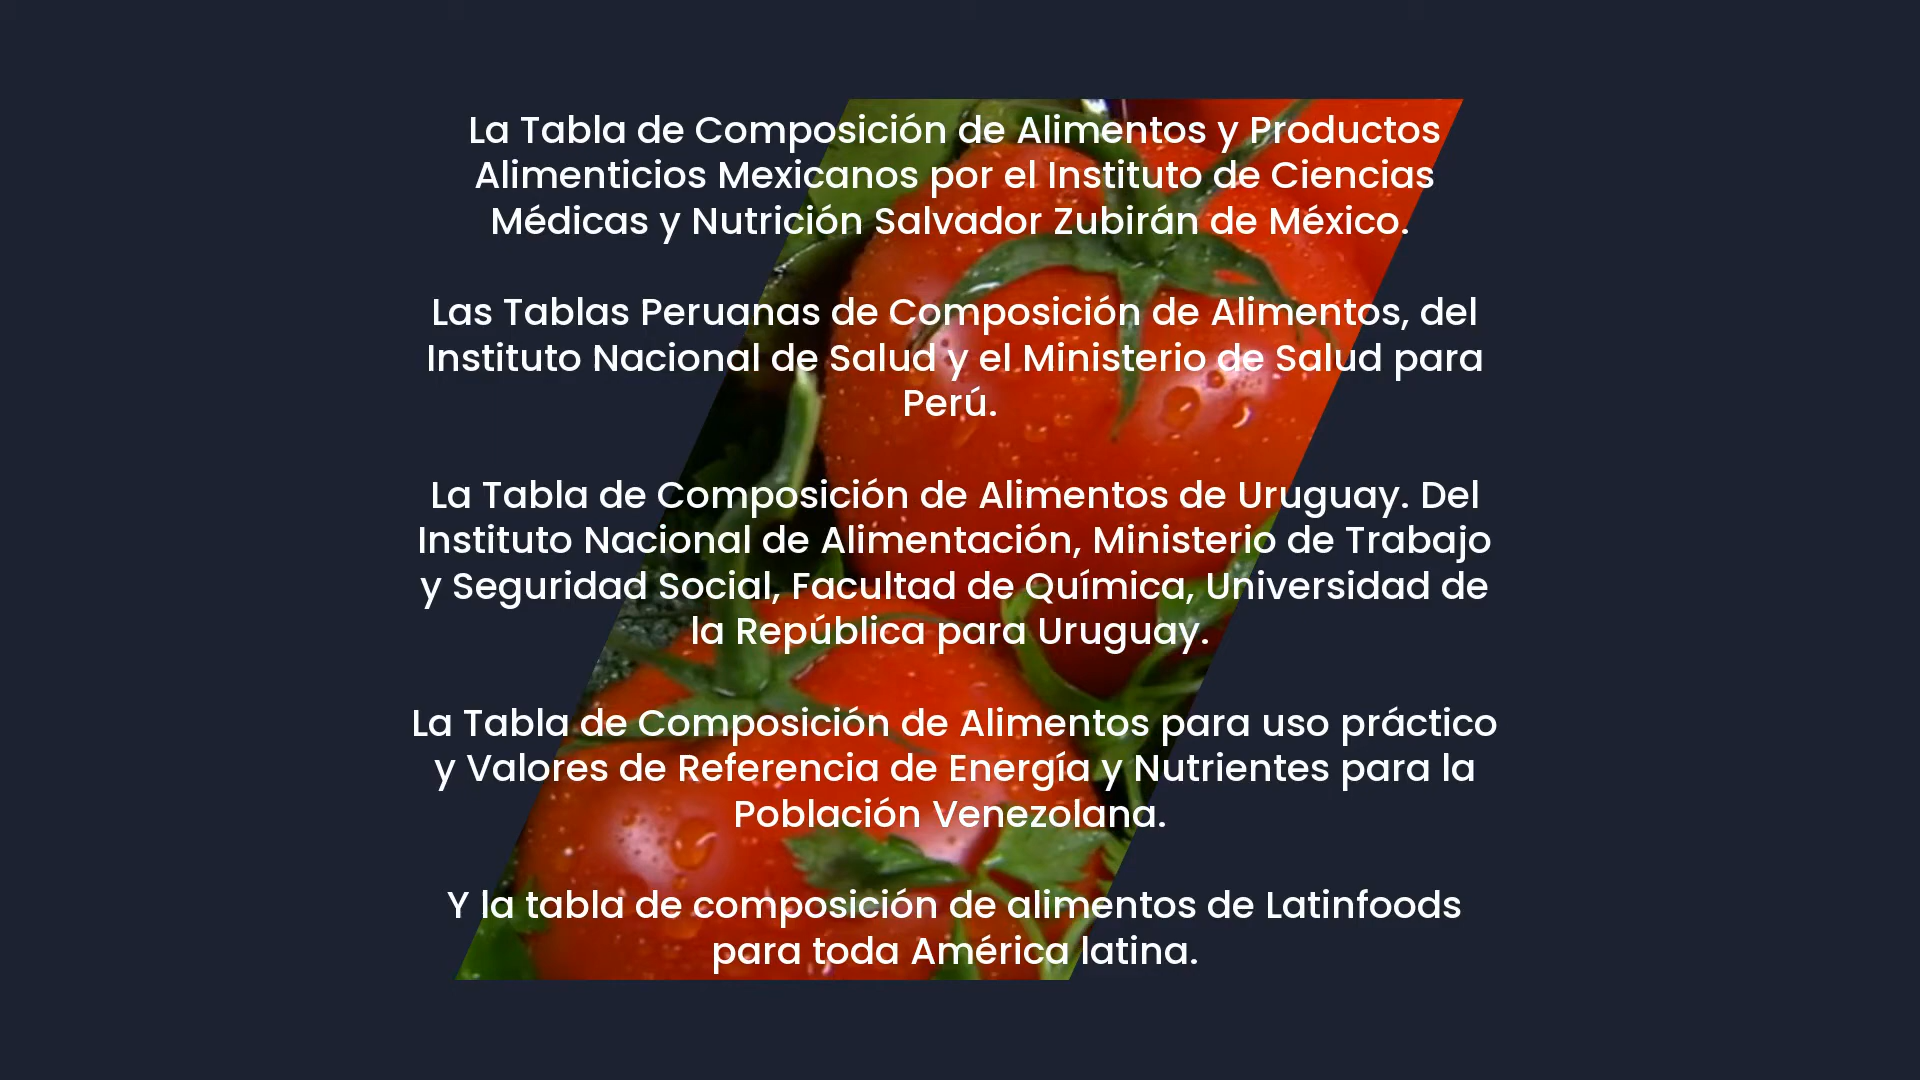 La Tabla de Composición de Alimentos y Productos
Alimenticios Mexicanos por el Instituto de Ciencias
Médicas y Nutrición Salvador Zubirán de México.
Las Tablas Peruanas de Composición de Alimentos, del
Instituto Nacional de Salud y el Ministerio de Salud para
Perú.
La Tabla de Composición de Alimentos de Uruguay. Del
Instituto Nacional de Alimentación, Ministerio de Trabajo
y Seguridad Social, Facultad de Química, Universidad de
la República para Uruguay.
La Tabla de Composición de Alimentos para uso práctico
y Valores de Referencia de Energía y Nutrientes para la
Población Venezolana.
Y la tabla de composición de alimentos de Latinfoods
para toda América latina.